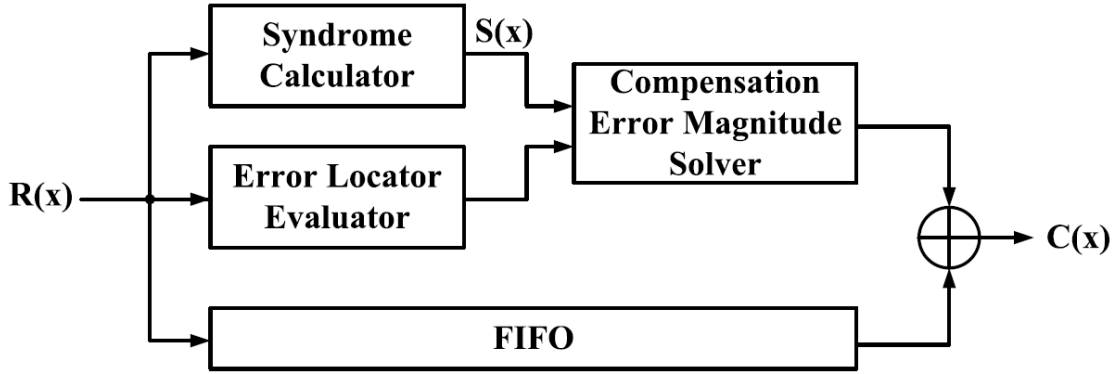 Syndrome
Calculator
S(x)
Compensation
Error Magnitude
Solver
R(x)
Error Locator
Evaluator
C(x)
FIFO